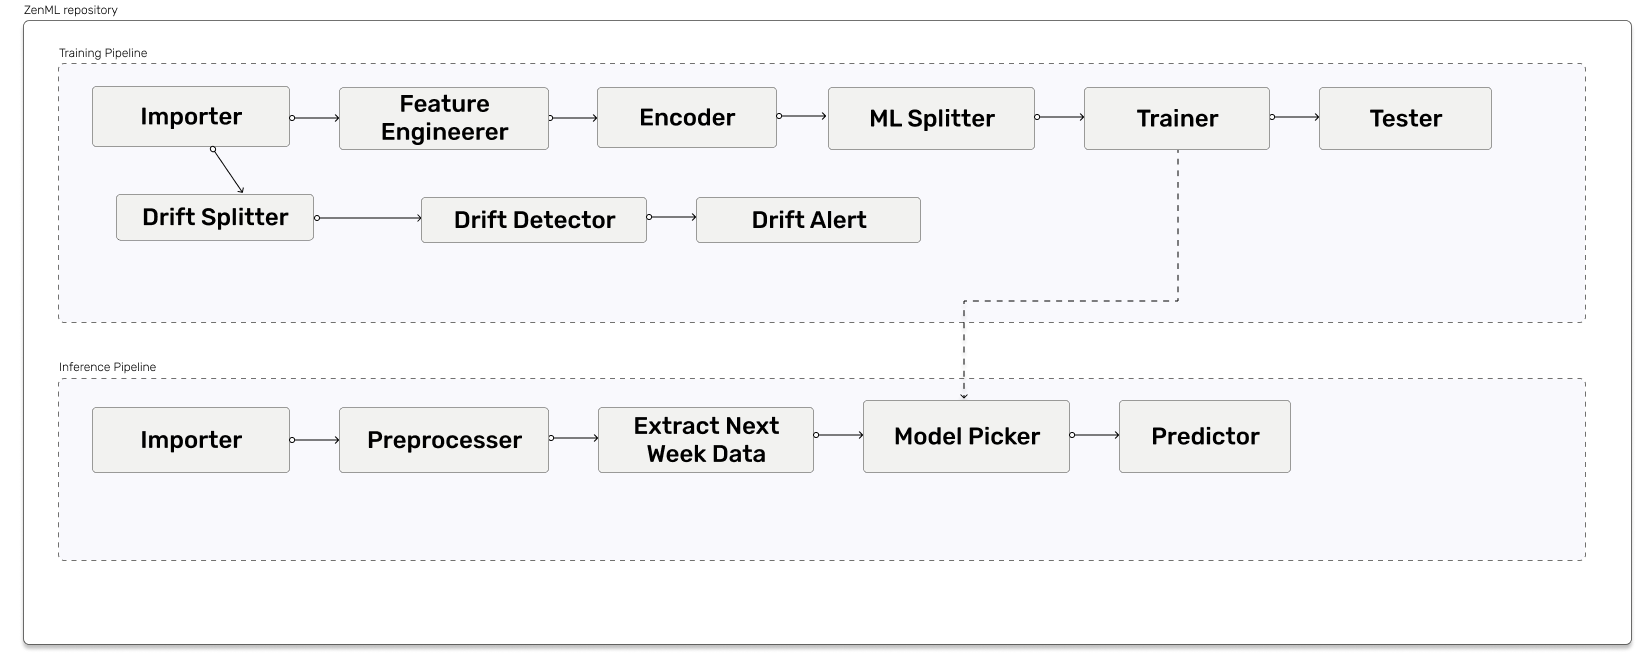 ZenML repository
Training Pipeline
Importer
Feature
Engineerer
Encoder
ML Splitter
Trainer
Tester
Drift Splitter
Drift Detector
Drift Alert
Inference Pipeline
Importer
Preprocesser
Extract Next
Week Data
Model Picker
Predictor